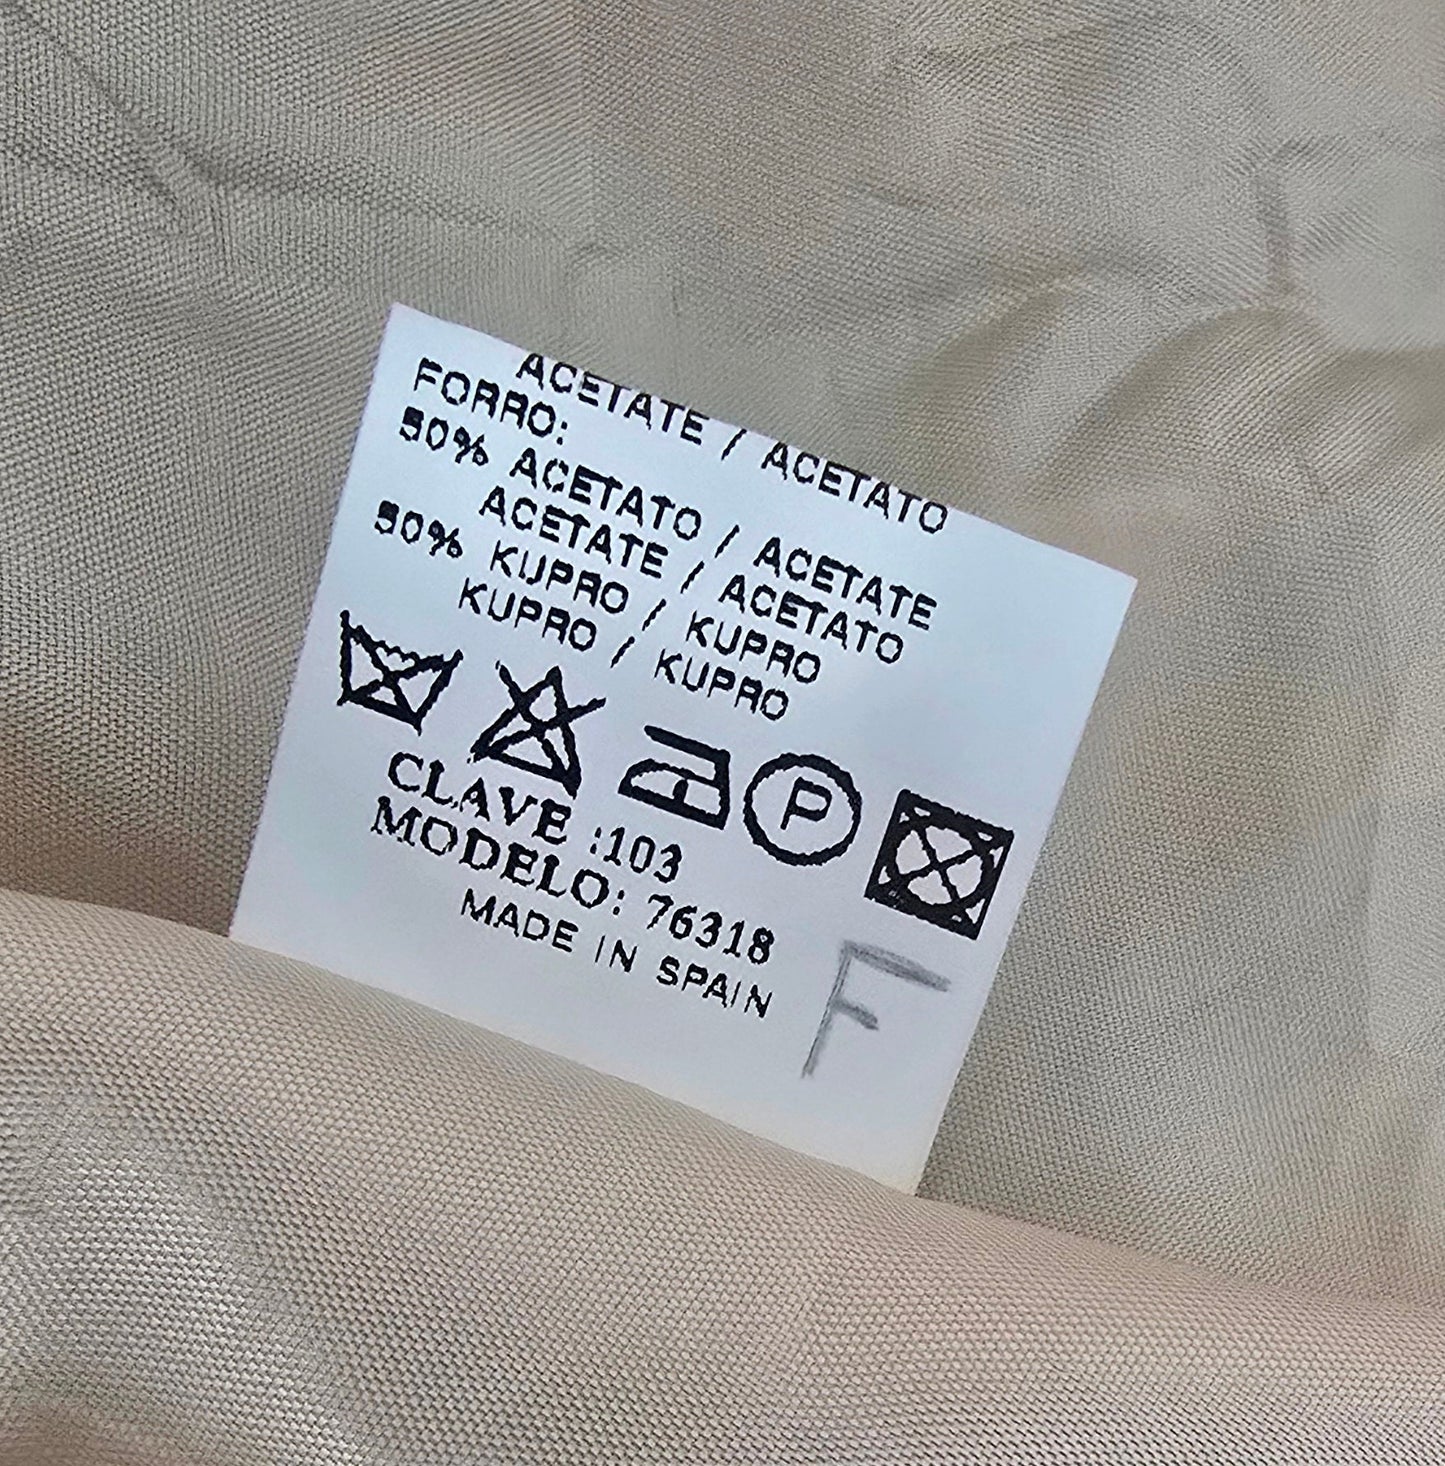 ACETATE / ACETATO
FORRO:
50% ACETATO / ACETATE
ACETATE / ACETATO
50% KUPRO / KUPRO
KUPRO / KUPRO
P
CLAVE :103
MODELO: 76318
MADE IN SPAIN
F